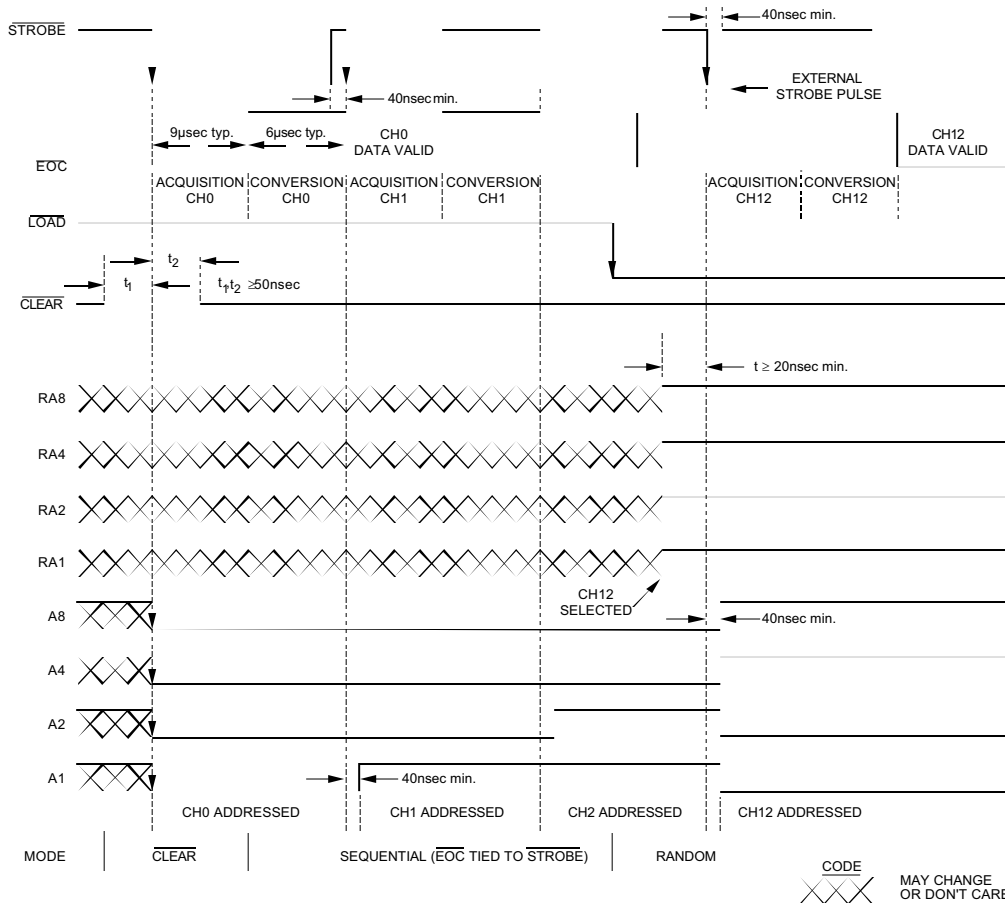 40nsec min.
STROBE
EXTERNAL
STROBE PULSE
40nsec min.
9µsec typ.
6µsec typ.
CH0
DATA VALID
CH12
DATA VALID
EOC
ACQUISITION
CH0
CONVERSION
CH0
ACQUISITION
CH1
CONVERSION
CH1
ACQUISITION
CH12
CONVERSION
CH12
LOAD
t2
t1
t1,t2 ≥50nsec
CLEAR
t ≥ 20nsec min.
RA8
RA4
RA2
RA1
CH12
SELECTED
A8
40nsec min.
A4
A2
A1
40nsec min.
CH0 ADDRESSED
CH1 ADDRESSED
CH2 ADDRESSED
CH12 ADDRESSED
MODE
CLEAR
SEQUENTIAL (EOC TIED TO STROBE)
RANDOM
CODE
MAY CHANGE
OR DON'T CARE